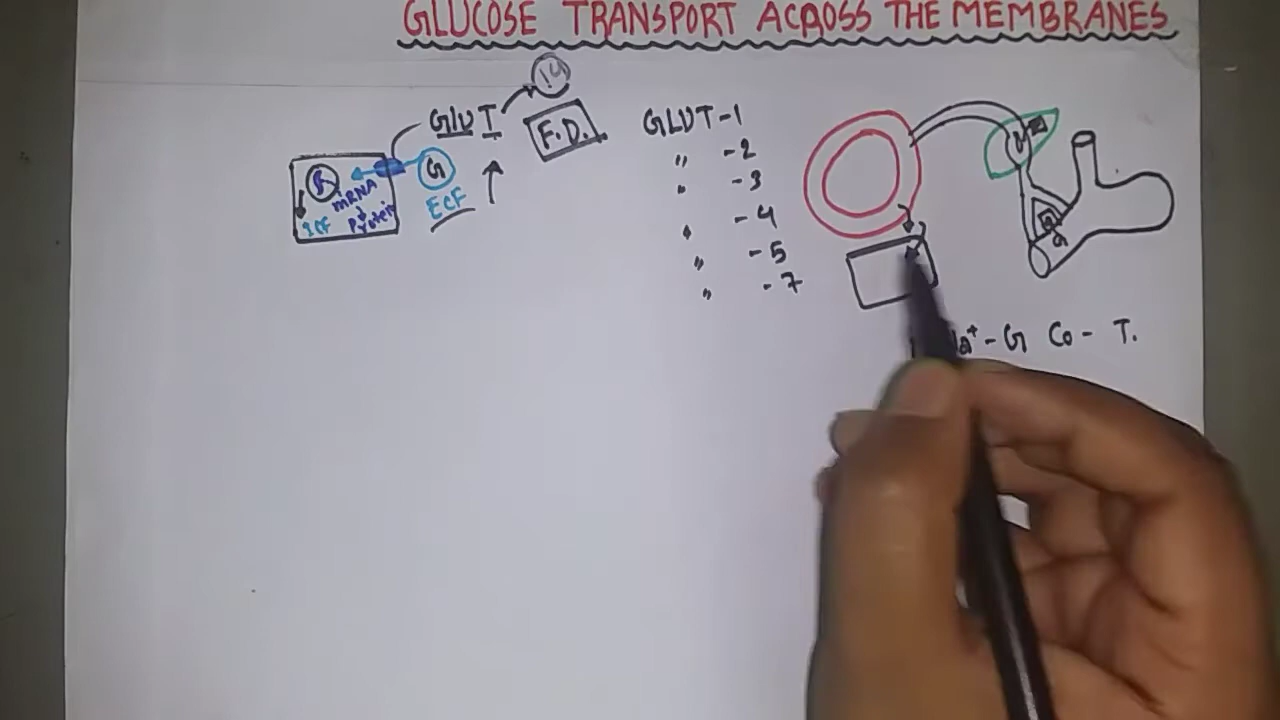 GLUCOSE TRANSPORT ACROSS THE MEMBRANES
14
GluT
F.D.
G
ECF
mRNA
Protein
ICF
GLUT-1
" -2
" -3
" -4
" -5
" -7
G
Na+-G Co-T.